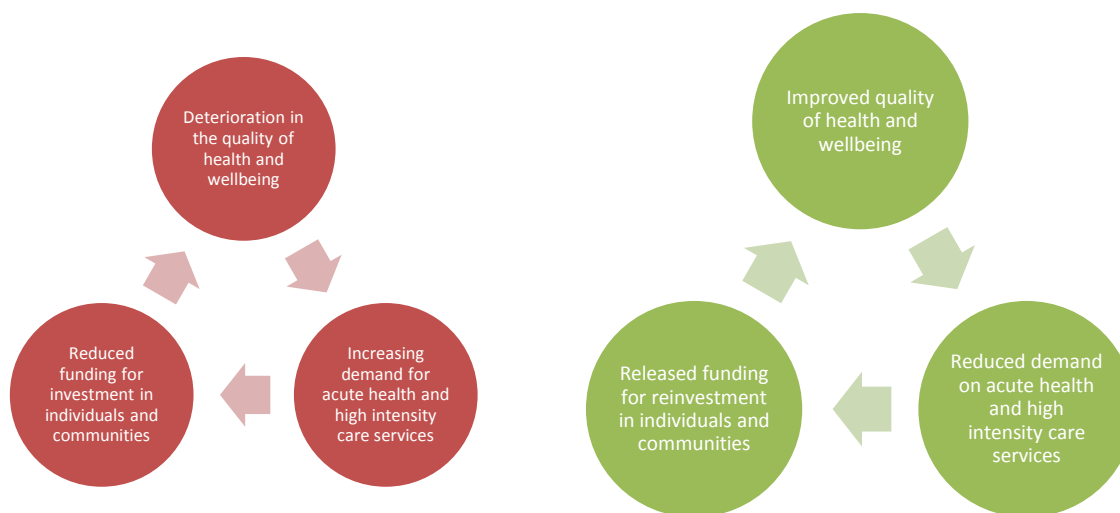 Deterioration in
the quality of
health and
wellbeing
Increasing
demand for
acute health and
high intensity
care services
Reduced
funding for
investment in
individuals and
communities
Improved quality
of health and
wellbeing
Reduced demand
on acute health
and high
intensity care
services
Released funding
for reinvestment
in individuals and
communities